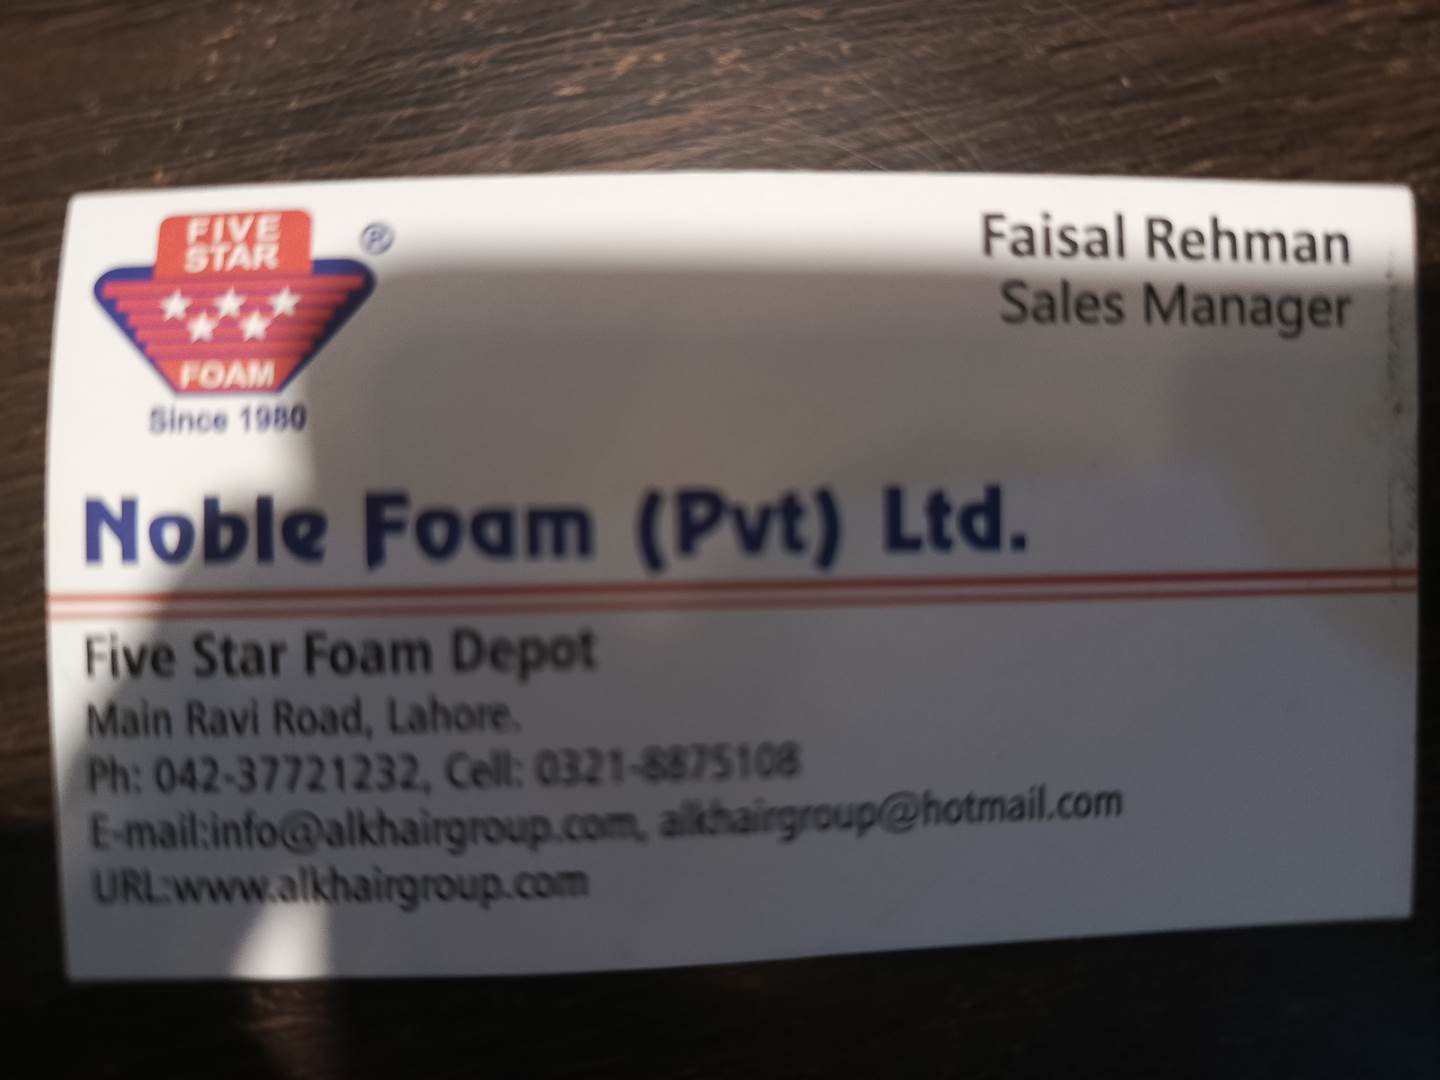 FIVE
STAR
®
FOAM
Since 1980
Faisal Rehman
Sales Manager
Noble Foam (Pvt) Ltd.
Five Star Foam Depot
Main Ravi Road, Lahore.
Ph: 042-37721232, Cell: 0321-8875108
E-mail:info@alkhairgroup.com, alkhairgroup@hotmail.com
URL:www.alkhairgroup.com